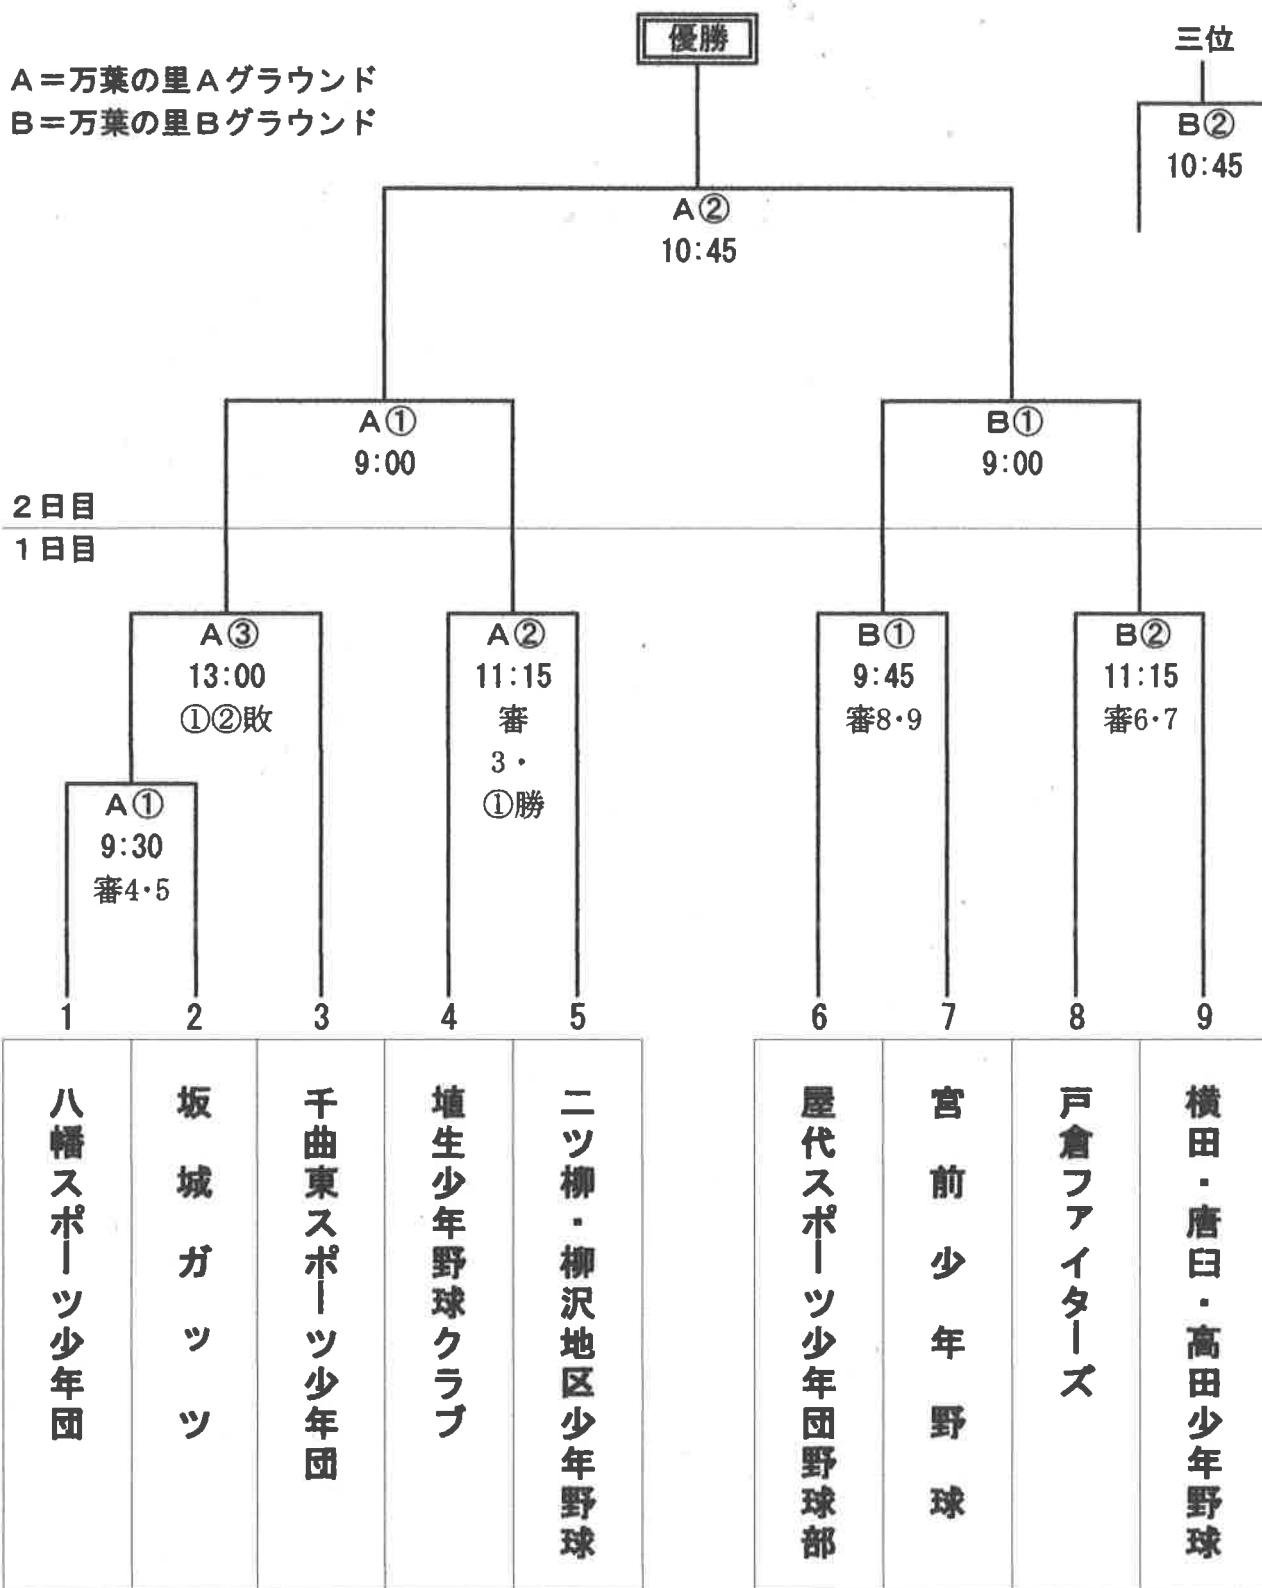 優勝
三位
A＝万葉の里Aグラウンド
B＝万葉の里Bグラウンド
B②
10:45
A②
10:45
A①
9:00
B①
9:00
2日目
1日目
A③
13:00
①②敗
A②
11:15
審
3・
①勝
B①
9:45
審8・9
B②
11:15
審6・7
A①
9:30
審4・5
1
2
3
4
5
6
7
8
9
八幡スポーツ少年団
坂城ガッツ
千曲東スポーツ少年団
埴生少年野球クラブ
二ツ柳・柳沢地区少年野球
屋代スポーツ少年団野球部
宮前少年野球
戸倉ファイターズ
横田・唐臼・高田少年野球